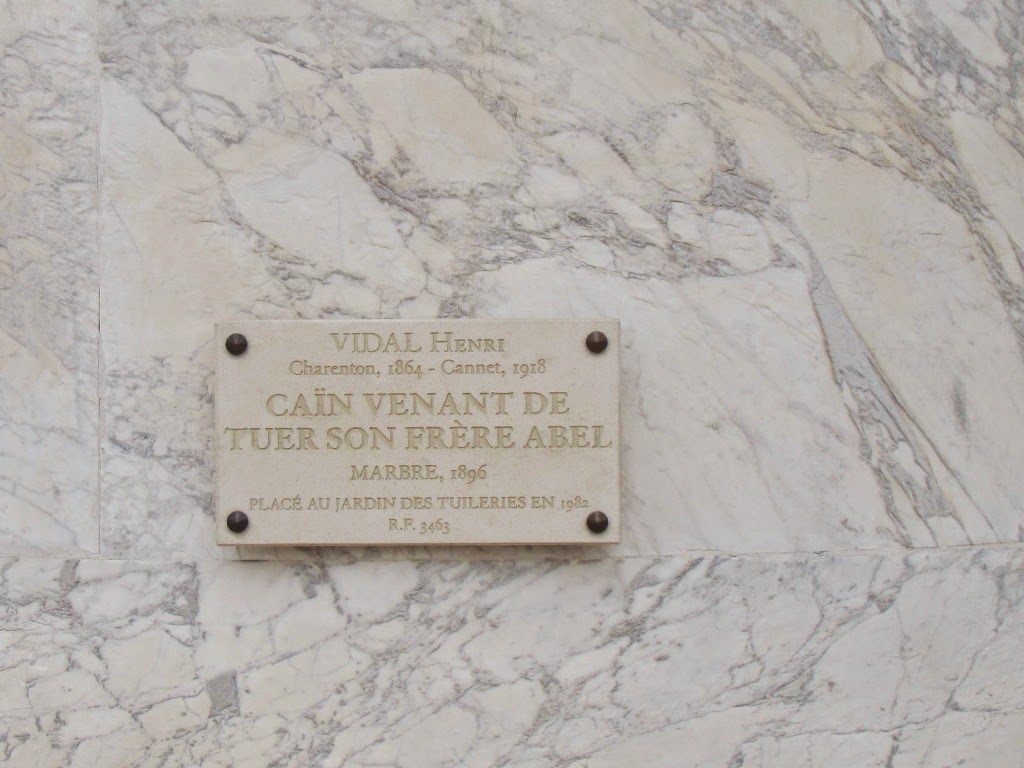 VIDAL HENRI
Charenton, 1864 - Cannet, 1918
CAÏN VENANT DE
TUER SON FRÈRE ABEL
MARBRE, 1896
PLACÉ AU JARDIN DES TUILERIES EN 1982
R.F. 3463